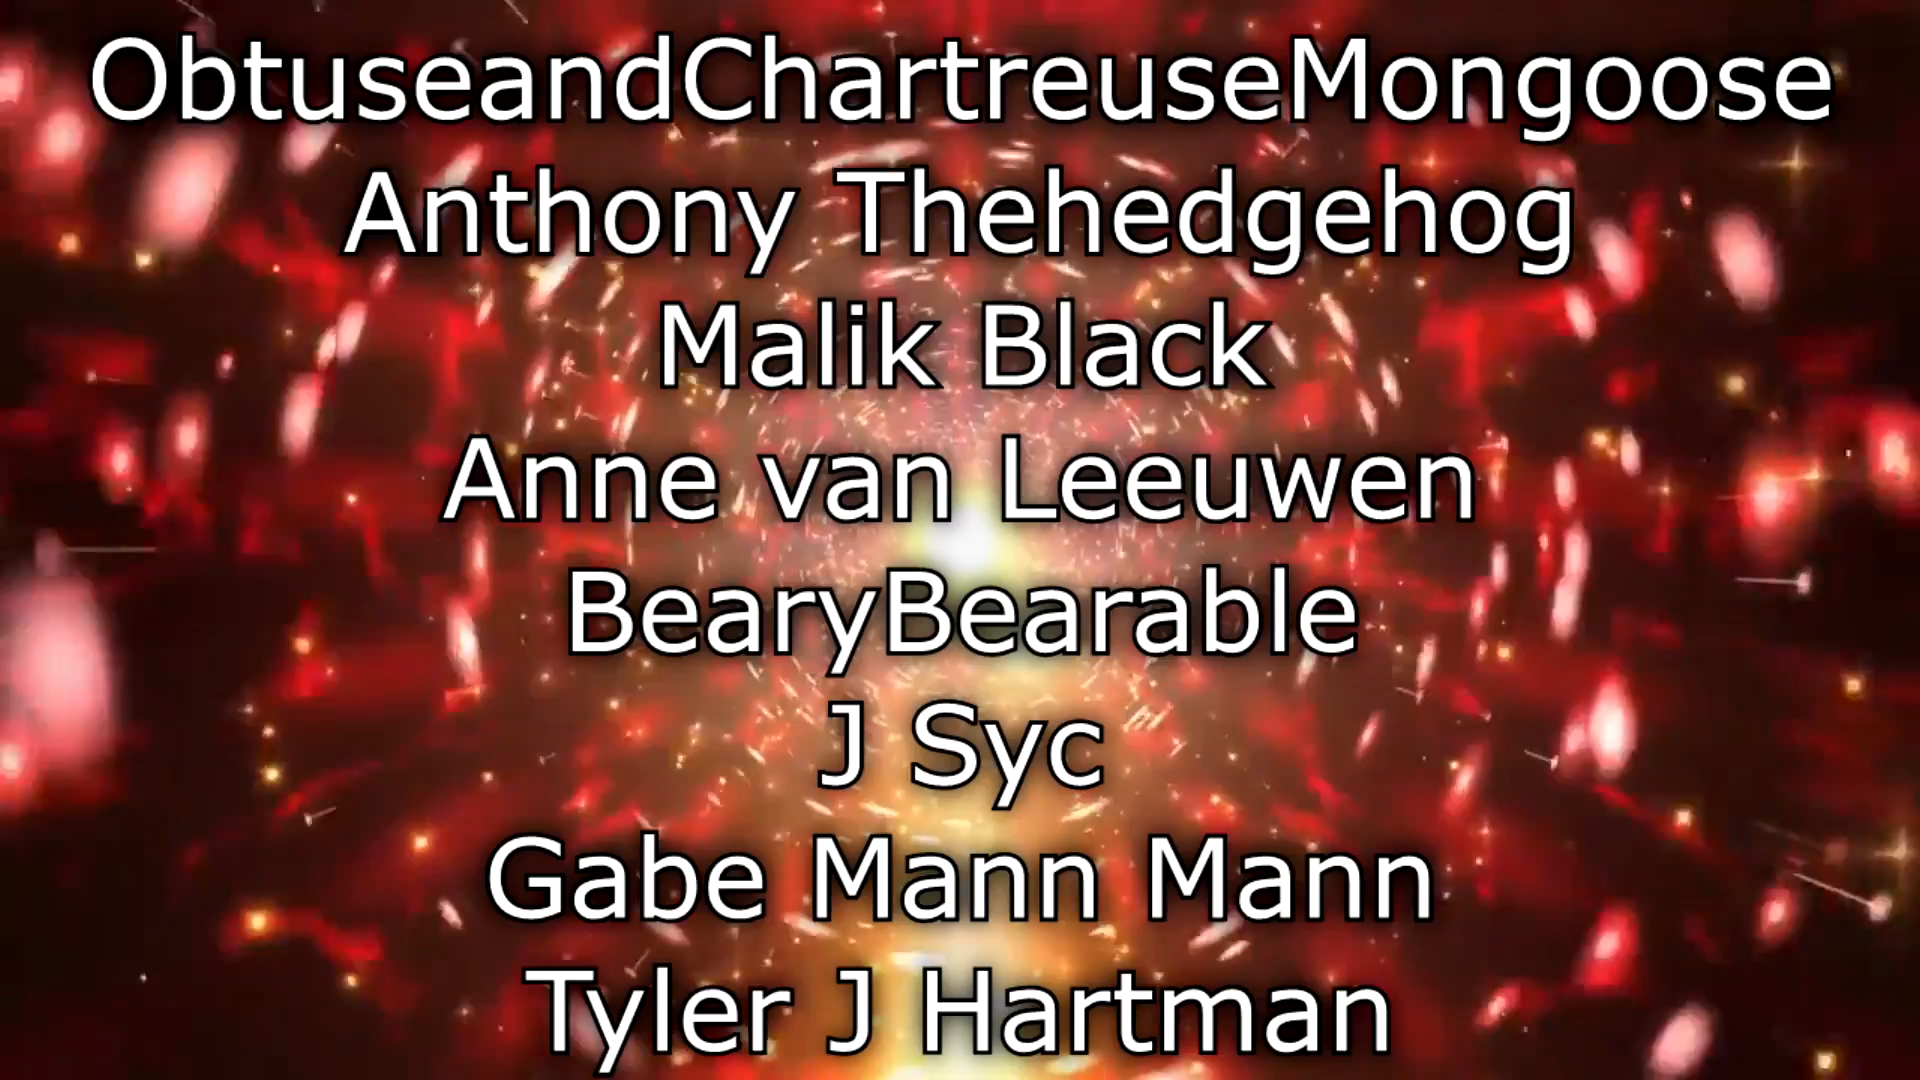 ObtuseandChartreuseMongoose
Anthony Thehedgehog
Malik Black
Anne van Leeuwen
BearyBearable
J Syc
Gabe Mann Mann
Tyler J Hartman